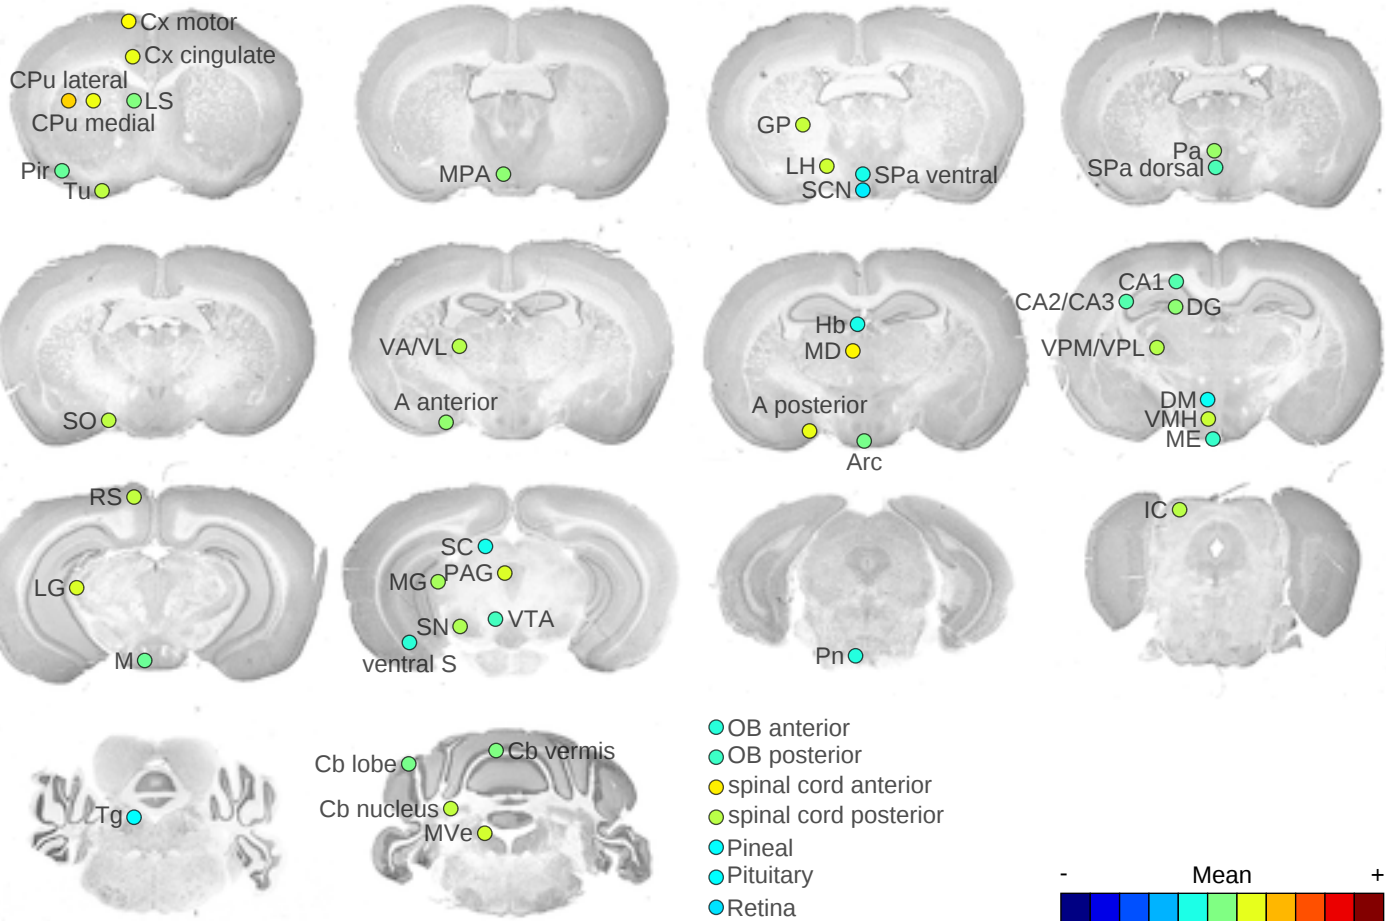 Cx motor
Cx cingulate
CPu lateral
LS
CPu medial
Pir
Tu
MPA
GP
LH
SPa ventral
SCN
Pa
SPa dorsal
SO
VA/VL
A anterior
Hb
MD
A posterior
Arc
CA1
CA2/CA3
DG
VPM/VPL
DM
VMH
ME
RS
LG
M
SC
MG
PAG
SN
VTA
ventral S
Pn
IC
Tg
Cb vermis
Cb lobe
Cb nucleus
MVe
OB anterior
OB posterior
spinal cord anterior
spinal cord posterior
Pineal
Pituitary
Retina
- Mean +